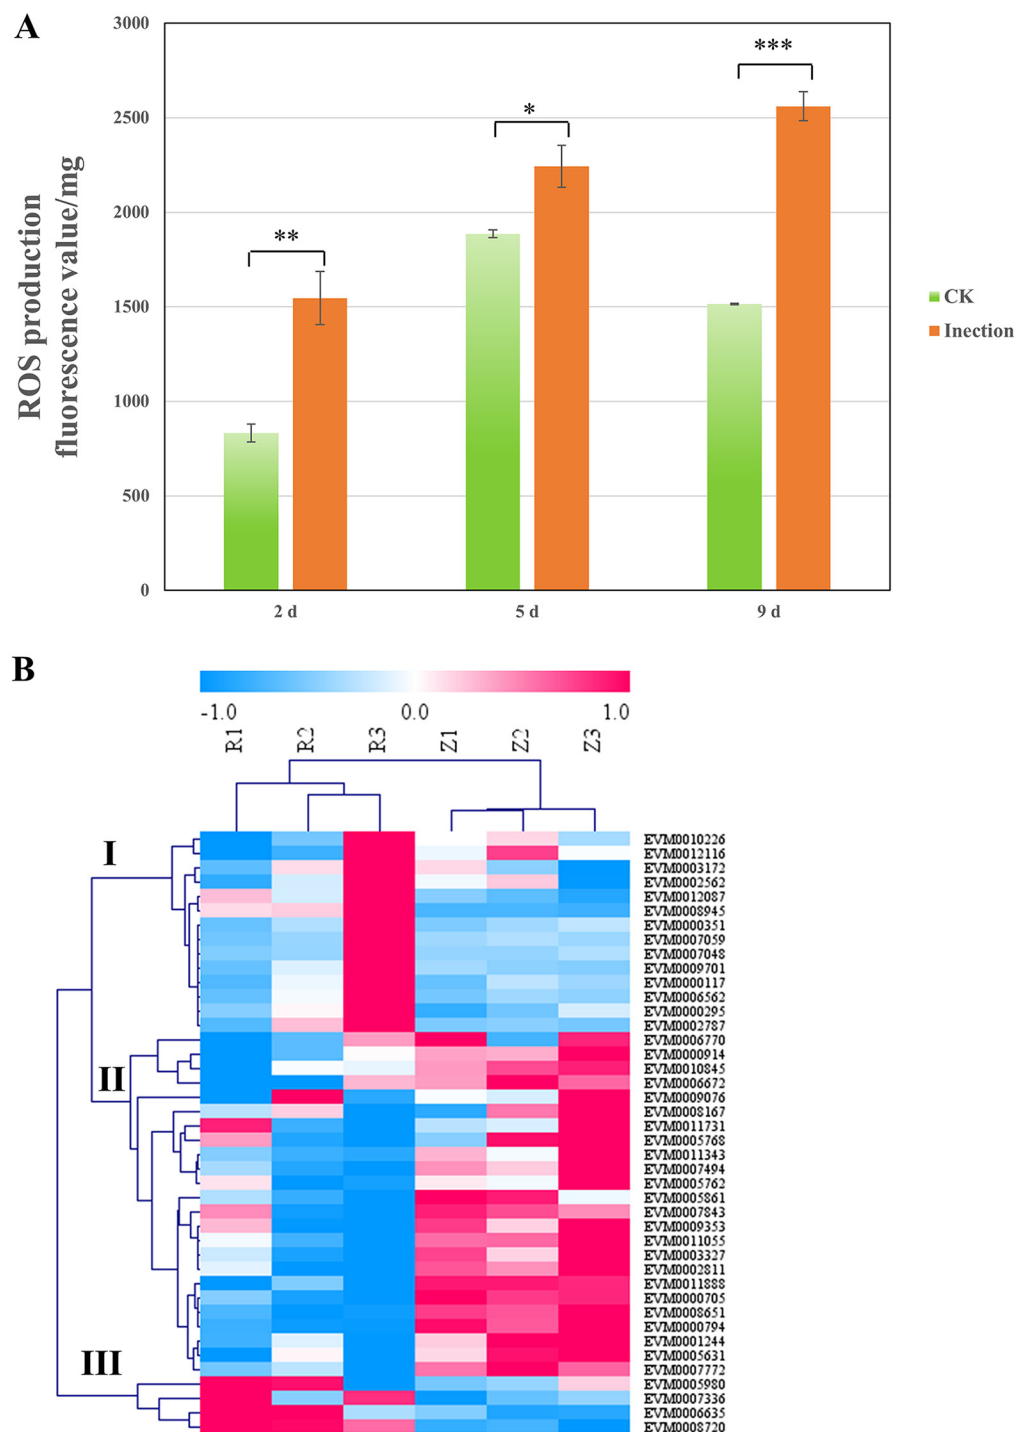 A
3000
2500
2000
1500
1000
500
0
ROS production
fluorescence value/mg
**
*
***
2 d
5 d
9 d
CK
Inection
B
-1.0
0.0
1.0
R1
R2
R3
Z1
Z2
Z3
I
II
III
EVM0010226
EVM0012116
EVM0003172
EVM0002562
EVM0012087
EVM0008945
EVM0000351
EVM0007059
EVM0007048
EVM0009701
EVM0000117
EVM0006562
EVM0000295
EVM0002787
EVM0006770
EVM0000914
EVM0010845
EVM0006672
EVM0009076
EVM0008167
EVM0011731
EVM0005768
EVM0011343
EVM0007494
EVM0005762
EVM0005861
EVM0007843
EVM0009353
EVM0011055
EVM0003327
EVM0002811
EVM0011888
EVM0000705
EVM0008651
EVM0000794
EVM0001244
EVM0005631
EVM0007772
EVM0005980
EVM0007336
EVM0006635
EVM0008720